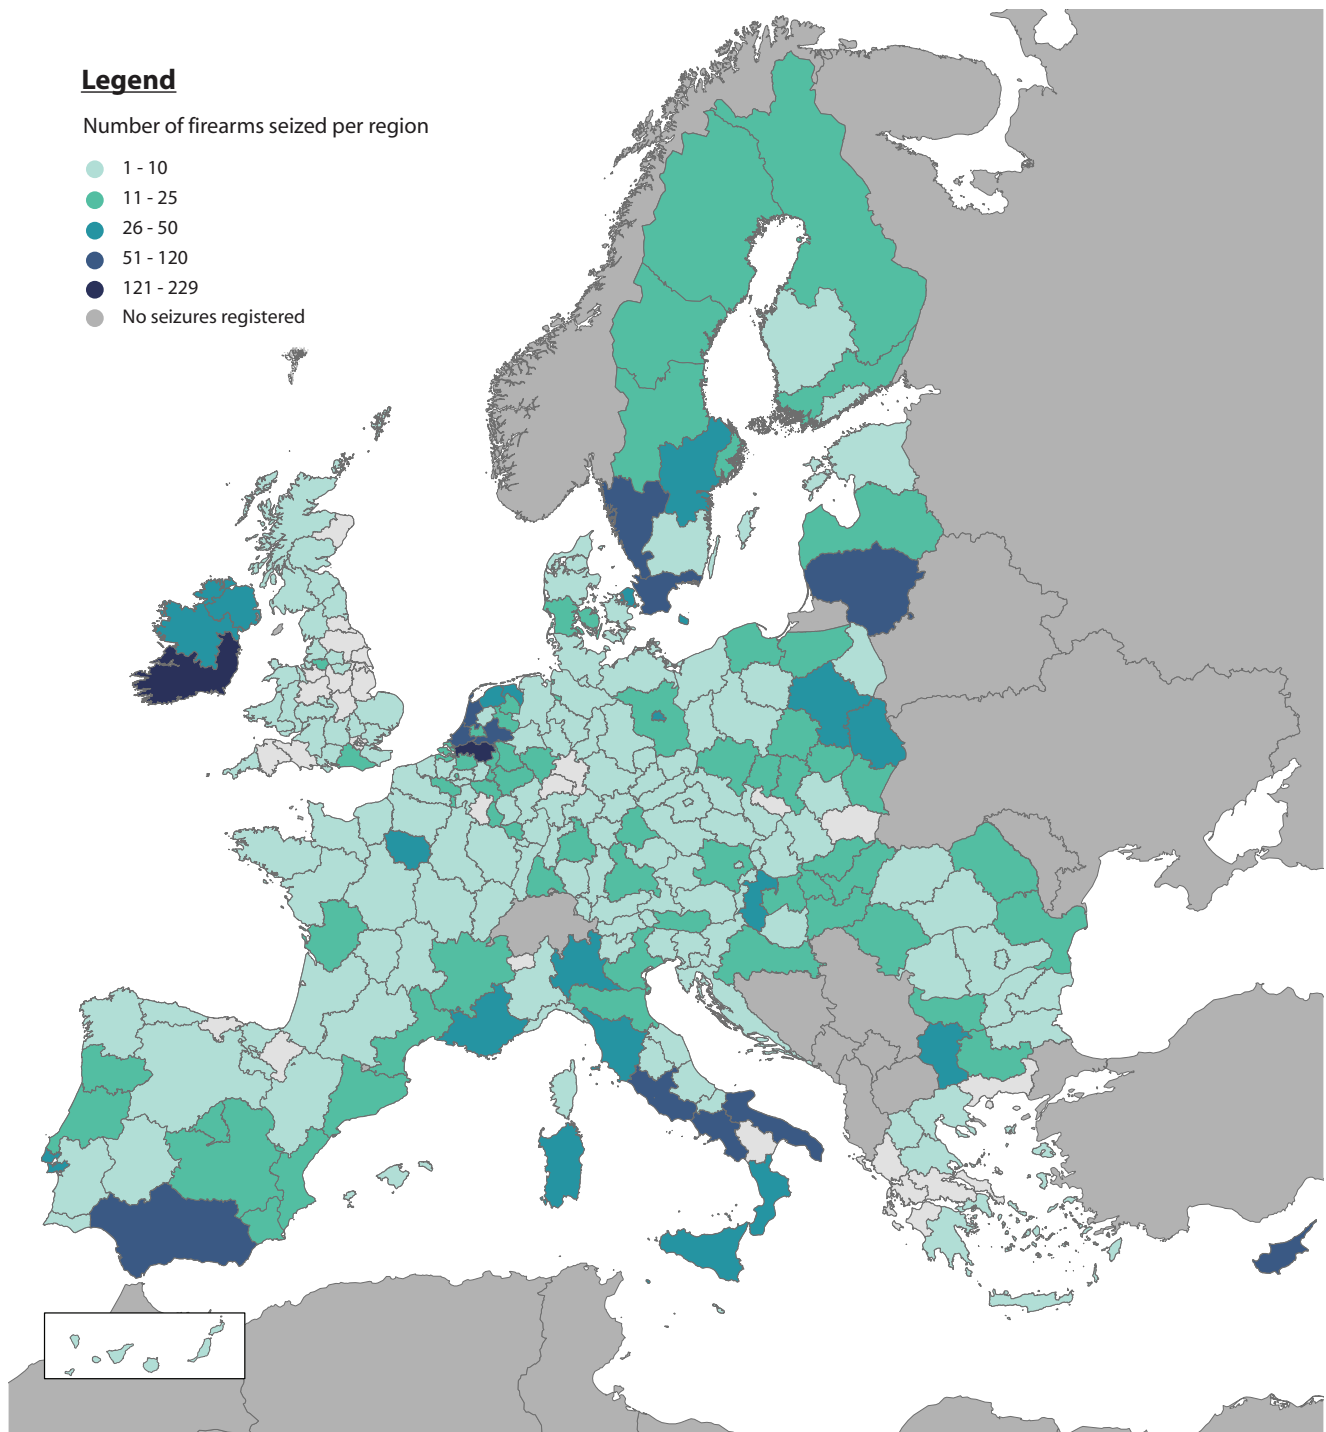 Legend
Number of firearms seized per region
1 - 10
11 - 25
26 - 50
51 - 120
121 - 229
No seizures registered